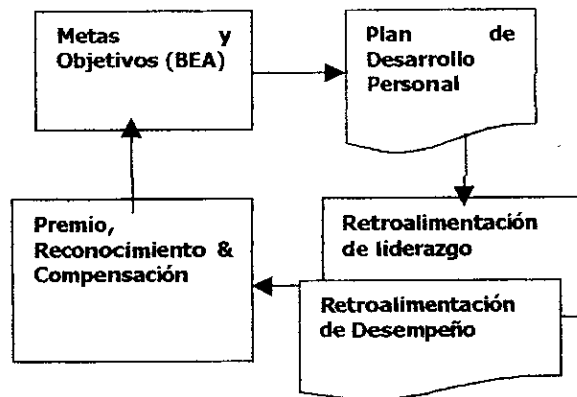 Metas y
Objetivos (BEA)
Plan de
Desarrollo
Personal
Premio,
Reconocimiento &
Compensación
Retroalimentación
de liderazgo
Retroalimentación
de Desempeño